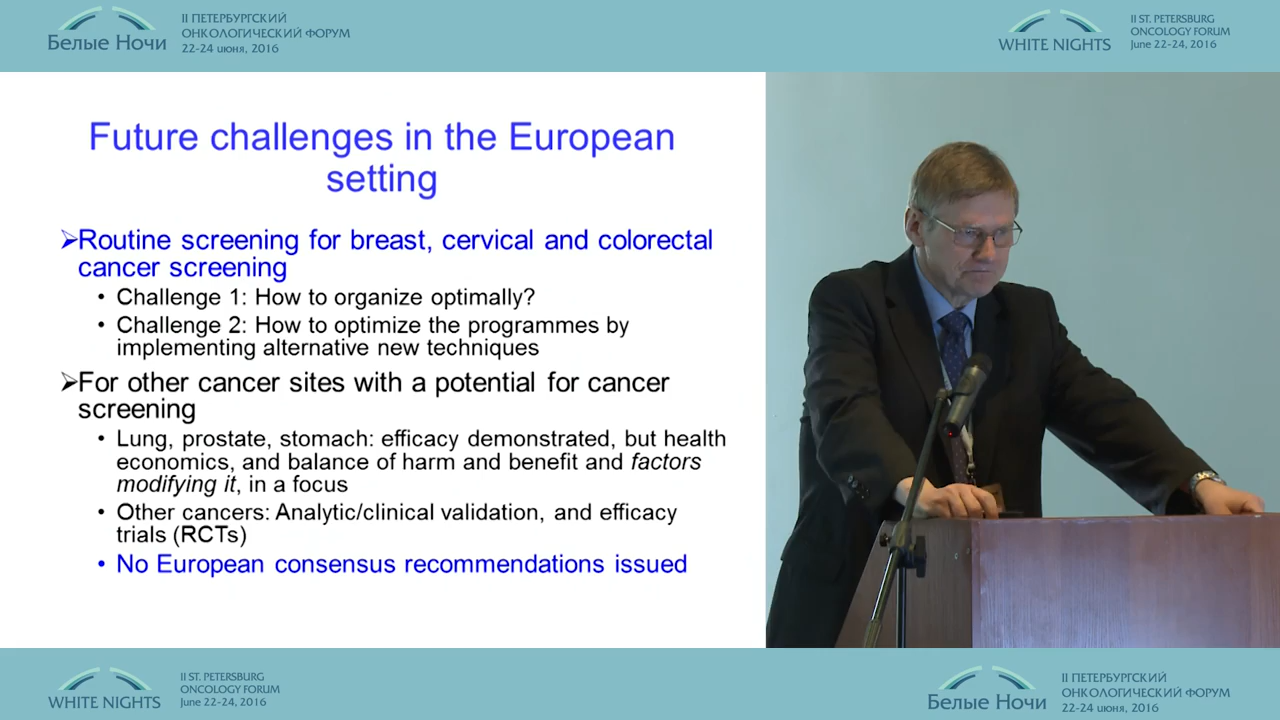 Белые Ночи
II ПЕТЕРБУРГСКИЙ
ОНКОЛОГИЧЕСКИЙ ФОРУМ
22-24 июня, 2016
WHITE NIGHTS
II ST. PETERSBURG
ONCOLOGY FORUM
June 22-24, 2016
Future challenges in the European
setting
➢Routine screening for breast, cervical and colorectal
cancer screening
• Challenge 1: How to organize optimally?
• Challenge 2: How to optimize the programmes by
implementing alternative new techniques
➢For other cancer sites with a potential for cancer
screening
• Lung, prostate, stomach: efficacy demonstrated, but health
economics, and balance of harm and benefit and factors
modifying it, in a focus
• Other cancers: Analytic/clinical validation, and efficacy
trials (RCTs)
• No European consensus recommendations issued
WHITE NIGHTS
II ST. PETERSBURG
ONCOLOGY FORUM
June 22-24, 2016
Белые Ночи
II ПЕТЕРБУРГСКИЙ
ОНКОЛОГИЧЕСКИЙ ФОРУМ
22-24 июня, 2016